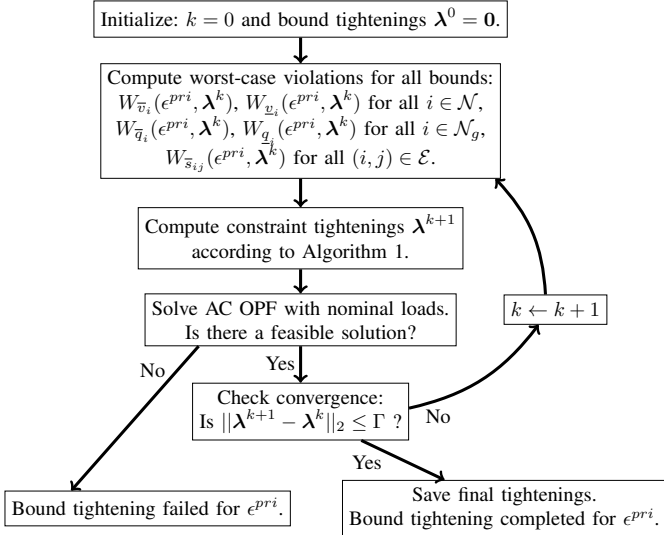 Initialize: k = 0 and bound tightenings λ^0 = 0.
Compute worst-case violations for all bounds:
W_{\overline{v}_i}(ϵ^{pri}, λ^k), W_{\underline{v}_i}(ϵ^{pri}, λ^k) for all i ∈ 𝒩,
W_{\overline{q}_i}(ϵ^{pri}, λ^k), W_{\underline{q}_i}(ϵ^{pri}, λ^k) for all i ∈ 𝒩_g,
W_{\overline{s}_{ij}}(ϵ^{pri}, λ^k) for all (i, j) ∈ ℰ.
Compute constraint tightenings λ^{k+1}
according to Algorithm 1.
Solve AC OPF with nominal loads.
Is there a feasible solution?
k ← k + 1
No
Yes
Check convergence:
Is ||λ^{k+1} − λ^k||_2 ≤ Γ ?
No
Yes
Bound tightening failed for ϵ^{pri}.
Save final tightenings.
Bound tightening completed for ϵ^{pri}.